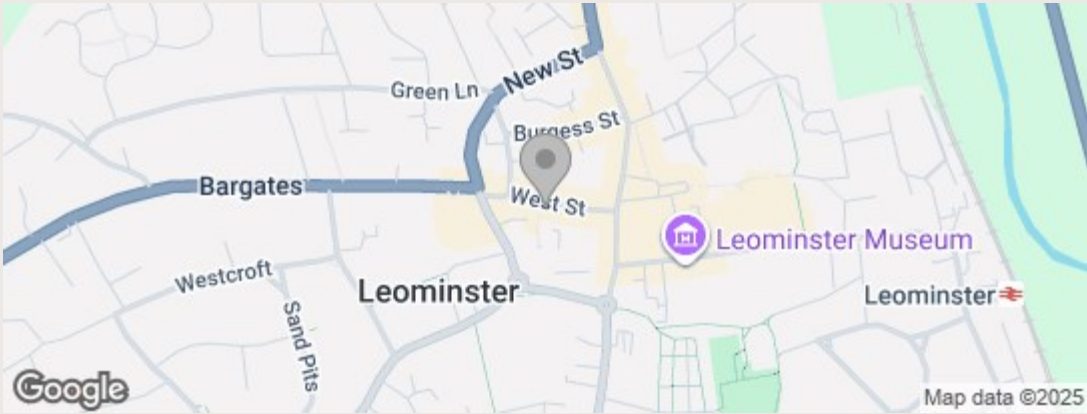 New St
Green Ln
Burgess St
Bargates
West St
Leominster Museum
Westcroft
Leominster
Leominster
Sand Pits
Google
Map data ©2025